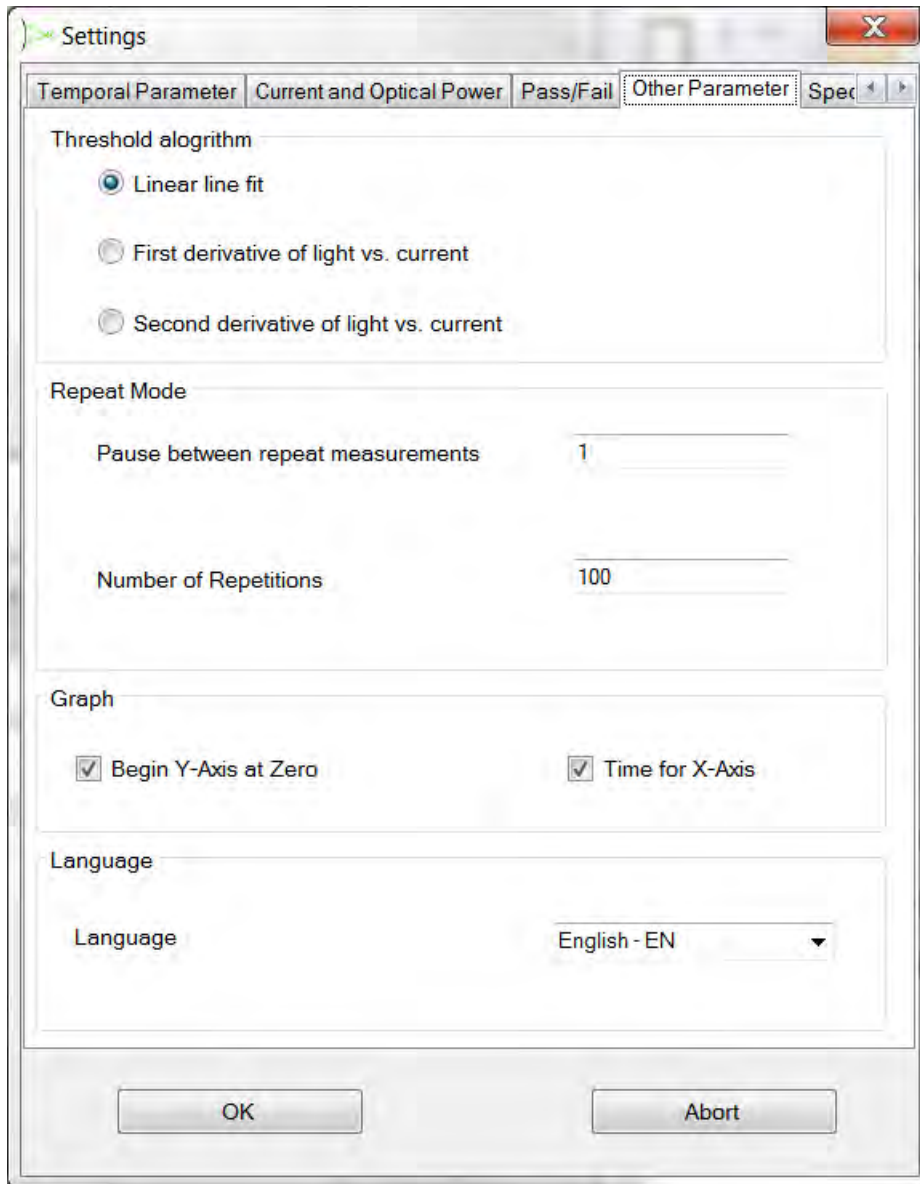 Settings
Temporal Parameter Current and Optical Power Pass/Fail Other Parameter Spec
Threshold alogrithm
Linear line fit
First derivative of light vs. current
Second derivative of light vs. current
Repeat Mode
Pause between repeat measurements 1
Number of Repetitions 100
Graph
Begin Y-Axis at Zero Time for X-Axis
Language
Language English - EN
OK Abort